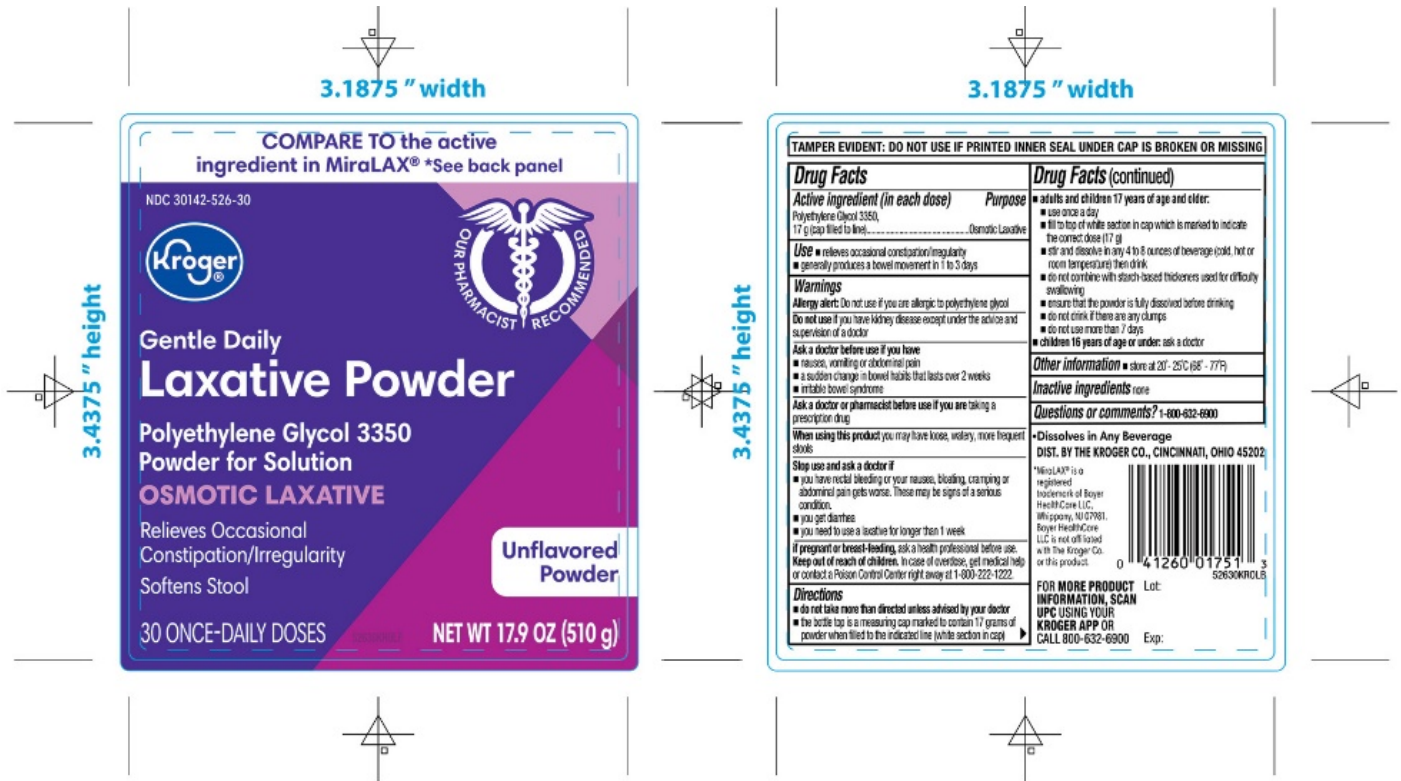 3.1875 " width
3.4375 " height
COMPARE TO the active
ingredient in MiraLAX® *See back panel
NDC 30142-526-30
Kroger®
OUR PHARMACIST RECOMMENDED
Gentle Daily
Laxative Powder
Polyethylene Glycol 3350
Powder for Solution
OSMOTIC LAXATIVE
Relieves Occasional
Constipation/Irregularity
Softens Stool
Unflavored
Powder
30 ONCE-DAILY DOSES
NET WT 17.9 OZ (510 g)
3.1875 " width
3.4375 " height
TAMPER EVIDENT: DO NOT USE IF PRINTED INNER SEAL UNDER CAP IS BROKEN OR MISSING
Drug Facts
Active ingredient (in each dose) Purpose
Polyethylene Glycol 3350,
17 g (cap filled to line)....................Osmotic Laxative
Use ■ relieves occasional constipation/irregularity
■ generally produces a bowel movement in 1 to 3 days
Warnings
Allergy alert: Do not use if you are allergic to polyethylene glycol
Do not use if you have kidney disease except under the advice and
supervision of a doctor
Ask a doctor before use if you have
■ nausea, vomiting or abdominal pain
■ a sudden change in bowel habits that lasts over 2 weeks
■ irritable bowel syndrome
Ask a doctor or pharmacist before use if you are taking a
prescription drug
When using this product you may have loose, watery, more frequent
stools
Stop use and ask a doctor if
■ you have rectal bleeding or your nausea, bloating, cramping or
abdominal pain gets worse. These may be signs of a serious
condition.
■ you get diarrhea
■ you need to use a laxative for longer than 1 week
If pregnant or breast-feeding, ask a health professional before use.
Keep out of reach of children. In case of overdose, get medical help
or contact a Poison Control Center right away at 1-800-222-1222.
Directions
■ do not take more than directed unless advised by your doctor
■ the bottle top is a measuring cap marked to contain 17 grams of
powder when filled to the indicated line (white section in cap)
Drug Facts (continued)
■ adults and children 17 years of age and older:
■ use once a day
■ fill to top of white section in cap which is marked to indicate
the correct dose (17 g)
■ stir and dissolve in any 4 to 8 ounces of beverage (cold, hot or
room temperature) then drink
■ do not combine with starch-based thickeners used for difficulty
swallowing
■ ensure that the powder is fully dissolved before drinking
■ do not drink if there are any clumps
■ do not use more than 7 days
■ children 16 years of age or under: ask a doctor
Other information ■ store at 20˚- 25˚C (68˚ - 77˚F)
Inactive ingredients none
Questions or comments? 1-800-632-6900
•Dissolves in Any Beverage
DIST. BY THE KROGER CO., CINCINNATI, OHIO 45202
*MiraLAX® is a
registered
trademark of Bayer
HealthCare LLC,
Whippany, NJ 07981.
Bayer HealthCare
LLC is not affiliated
with The Kroger Co.
or this product.
0 41260 01751 3
52630KROLB
FOR MORE PRODUCT
INFORMATION, SCAN
UPC USING YOUR
KROGER APP OR
CALL 800-632-6900
Lot:
Exp: